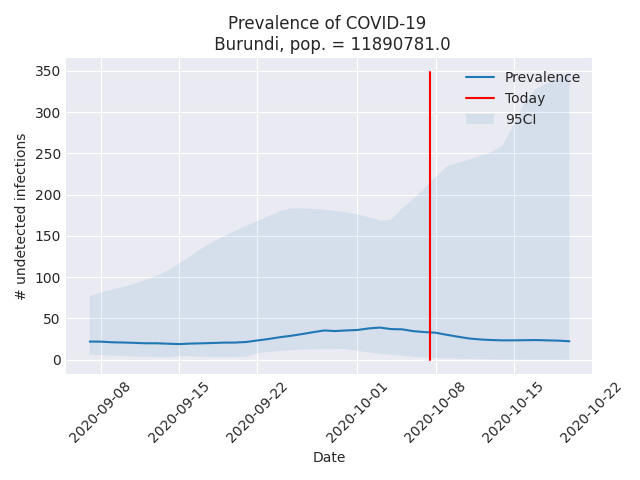 Prevalence of COVID-19
Burundi, pop. = 11890781.0
350
300
250
200
150
100
50
0
# undetected infections
Prevalence
Today
95CI
2020-09-08
2020-09-15
2020-09-22
2020-10-01
2020-10-08
2020-10-15
2020-10-22
Date